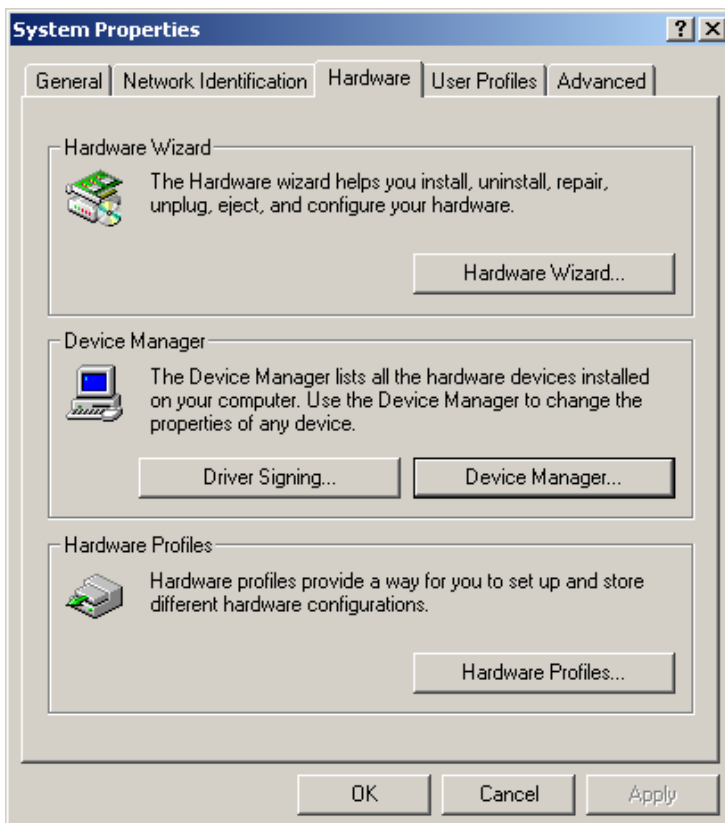 System Properties
General Network Identification Hardware User Profiles Advanced
Hardware Wizard
The Hardware wizard helps you install, uninstall, repair,
unplug, eject, and configure your hardware.
Hardware Wizard...
Device Manager
The Device Manager lists all the hardware devices installed
on your computer. Use the Device Manager to change the
properties of any device.
Driver Signing... Device Manager...
Hardware Profiles
Hardware profiles provide a way for you to set up and store
different hardware configurations.
Hardware Profiles...
OK Cancel Apply